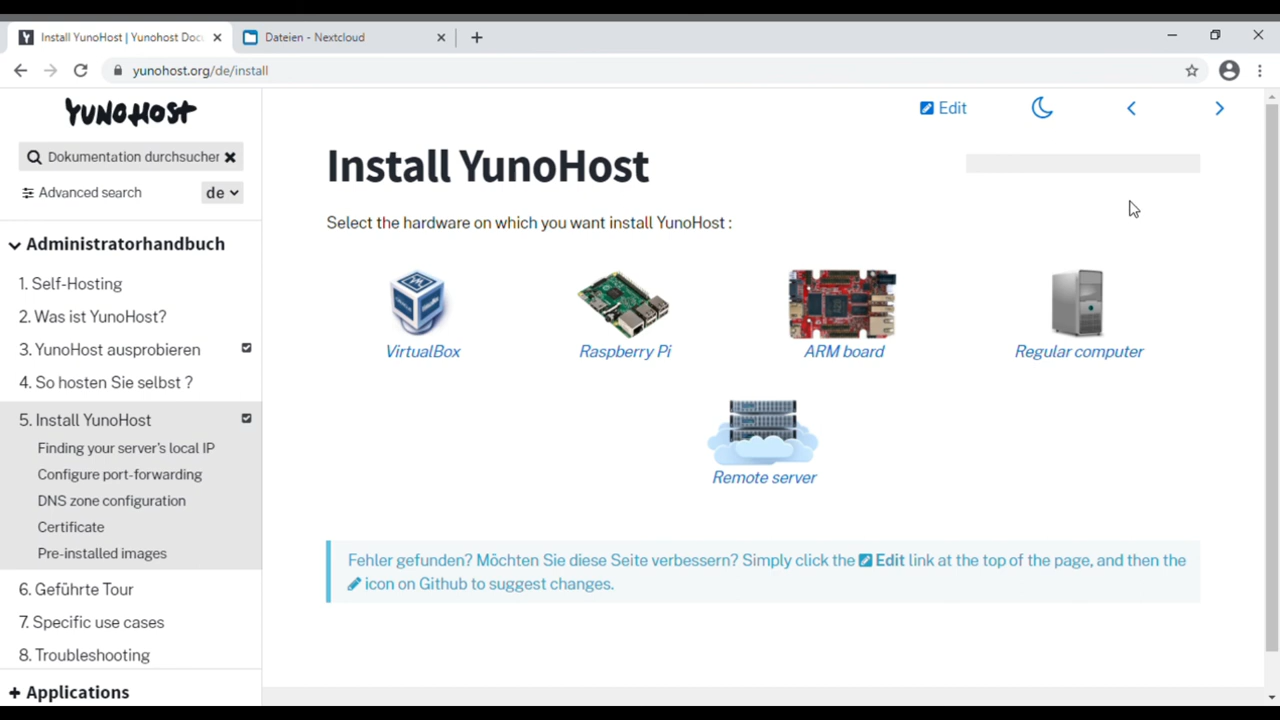 Install YunoHost | Yunohost Docu
Dateien - Nextcloud
yunohost.org/de/install
YUNOHOST
Dokumentation durchsuchen
Advanced search
de
Administratorhandbuch
1. Self-Hosting
2. Was ist YunoHost?
3. YunoHost ausprobieren
4. So hosten Sie selbst ?
5. Install YunoHost
Finding your server's local IP
Configure port-forwarding
DNS zone configuration
Certificate
Pre-installed images
6. Geführte Tour
7. Specific use cases
8. Troubleshooting
Applications
Edit
Install YunoHost
Select the hardware on which you want install YunoHost :
VirtualBox
Raspberry Pi
ARM board
Regular computer
Remote server
Fehler gefunden? Möchten Sie diese Seite verbessern? Simply click the Edit link at the top of the page, and then the
icon on Github to suggest changes.